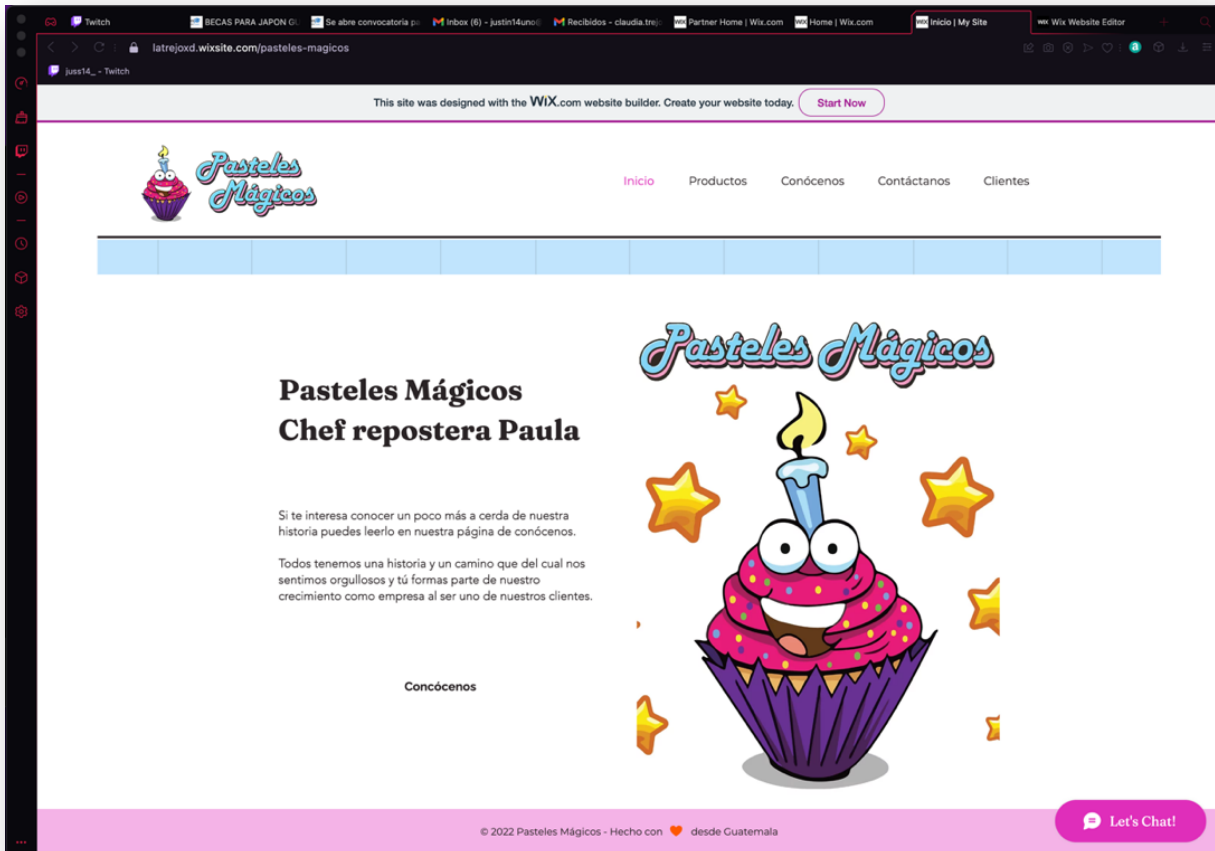 Twitch
BECAS PARA JAPON GU
Se abre convocatoria pa
Inbox (6) - justin14uno@
Recibidos - claudia.trejo
WIX Partner Home | Wix.com
WIX Home | Wix.com
WIX Inicio | My Site
WIX Wix Website Editor
latrejoxd.wixsite.com/pasteles-magicos
a
juss14_ - Twitch
This site was designed with the WiX.com website builder. Create your website today.
Start Now
Pasteles
Mágicos
Inicio
Productos
Conócenos
Contáctanos
Clientes
Pasteles Mágicos
Pasteles Mágicos
Chef repostera Paula
Si te interesa conocer un poco más a cerda de nuestra
historia puedes leerlo en nuestra página de conócenos.
Todos tenemos una historia y un camino que del cual nos
sentimos orgullosos y tú formas parte de nuestro
crecimiento como empresa al ser uno de nuestros clientes.
Concócenos
© 2022 Pasteles Mágicos - Hecho con 🧡 desde Guatemala
Let's Chat!